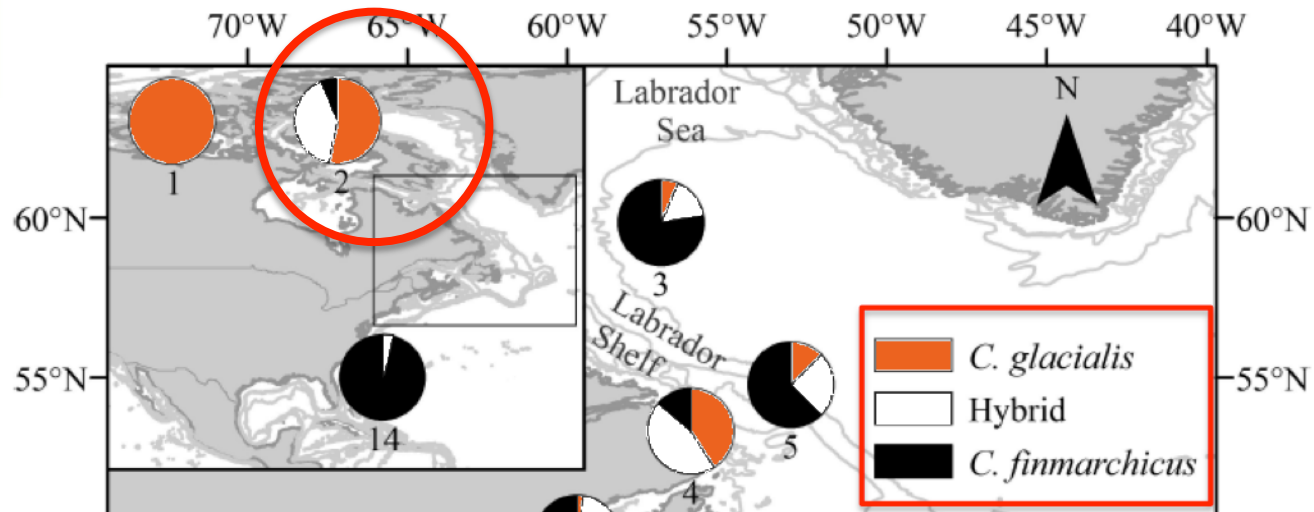 70°W 65°W 60°W 55°W 50°W 45°W 40°W
Labrador
Sea
N
1
2
60°N
60°N
3
Labrador
Shelf
C. glacialis
55°N
55°N
Hybrid
14
5
C. finmarchicus
4